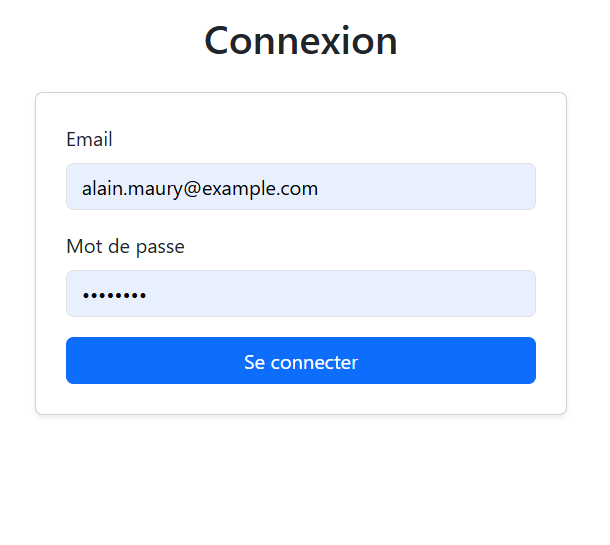 Connexion
Email
alain.maury@example.com
Mot de passe
••••••••
Se connecter